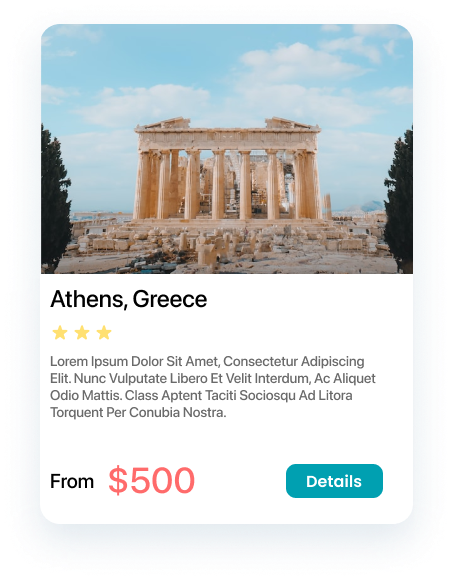 Athens, Greece
Lorem Ipsum Dolor Sit Amet, Consectetur Adipiscing
Elit. Nunc Vulputate Libero Et Velit Interdum, Ac Aliquet
Odio Mattis. Class Aptent Taciti Sociosqu Ad Litora
Torquent Per Conubia Nostra.
From $500 Details